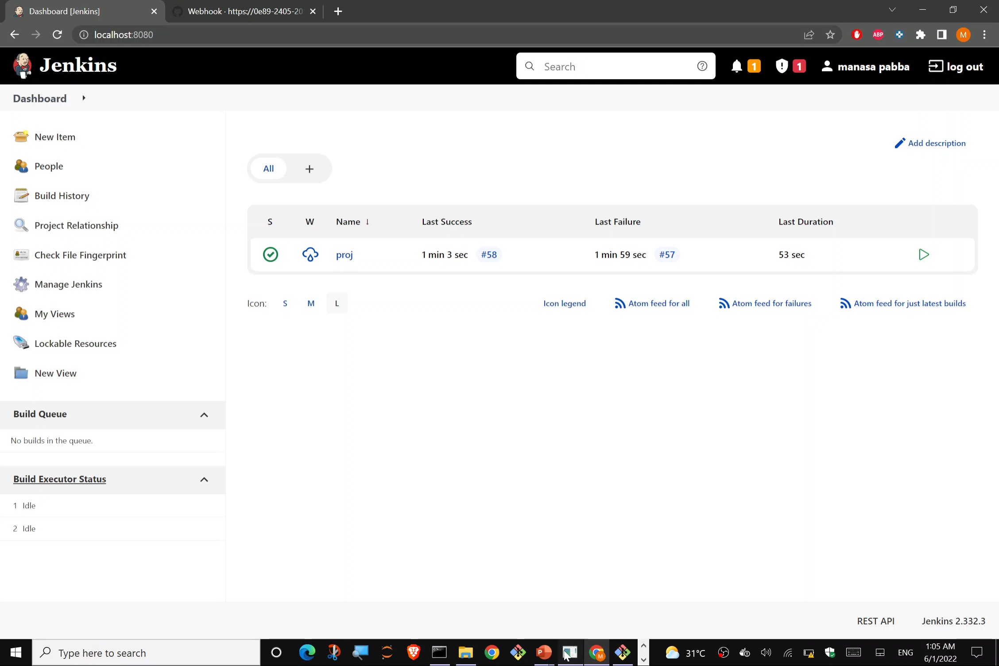 Dashboard [Jenkins]
Webhook · https://0e89-2405-20
localhost:8080
ABP
M
Jenkins
Search
1
1
manasa pabba
log out
Dashboard
New Item
People
Build History
Project Relationship
Check File Fingerprint
Manage Jenkins
My Views
Lockable Resources
New View
Build Queue
No builds in the queue.
Build Executor Status
1 Idle
2 Idle
Add description
All +
S W Name ↓ Last Success Last Failure Last Duration
proj 1 min 3 sec #58 1 min 59 sec #57 53 sec
Icon: S M L Icon legend Atom feed for all Atom feed for failures Atom feed for just latest builds
REST API Jenkins 2.332.3
Type here to search
31°C
ENG
1:05 AM
6/1/2022